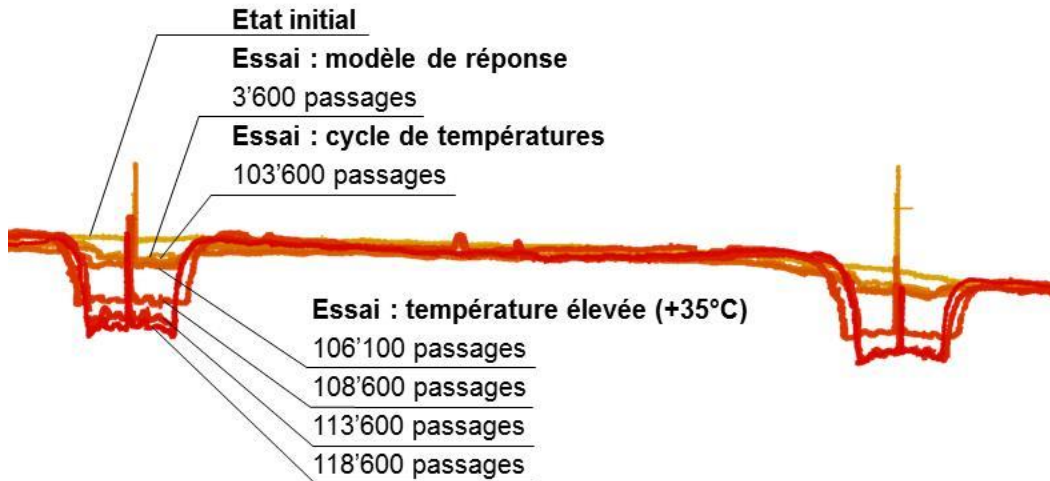 Etat initial
Essai : modèle de réponse
3'600 passages
Essai : cycle de températures
103'600 passages
Essai : température élevée (+35°C)
106'100 passages
108'600 passages
113'600 passages
118'600 passages